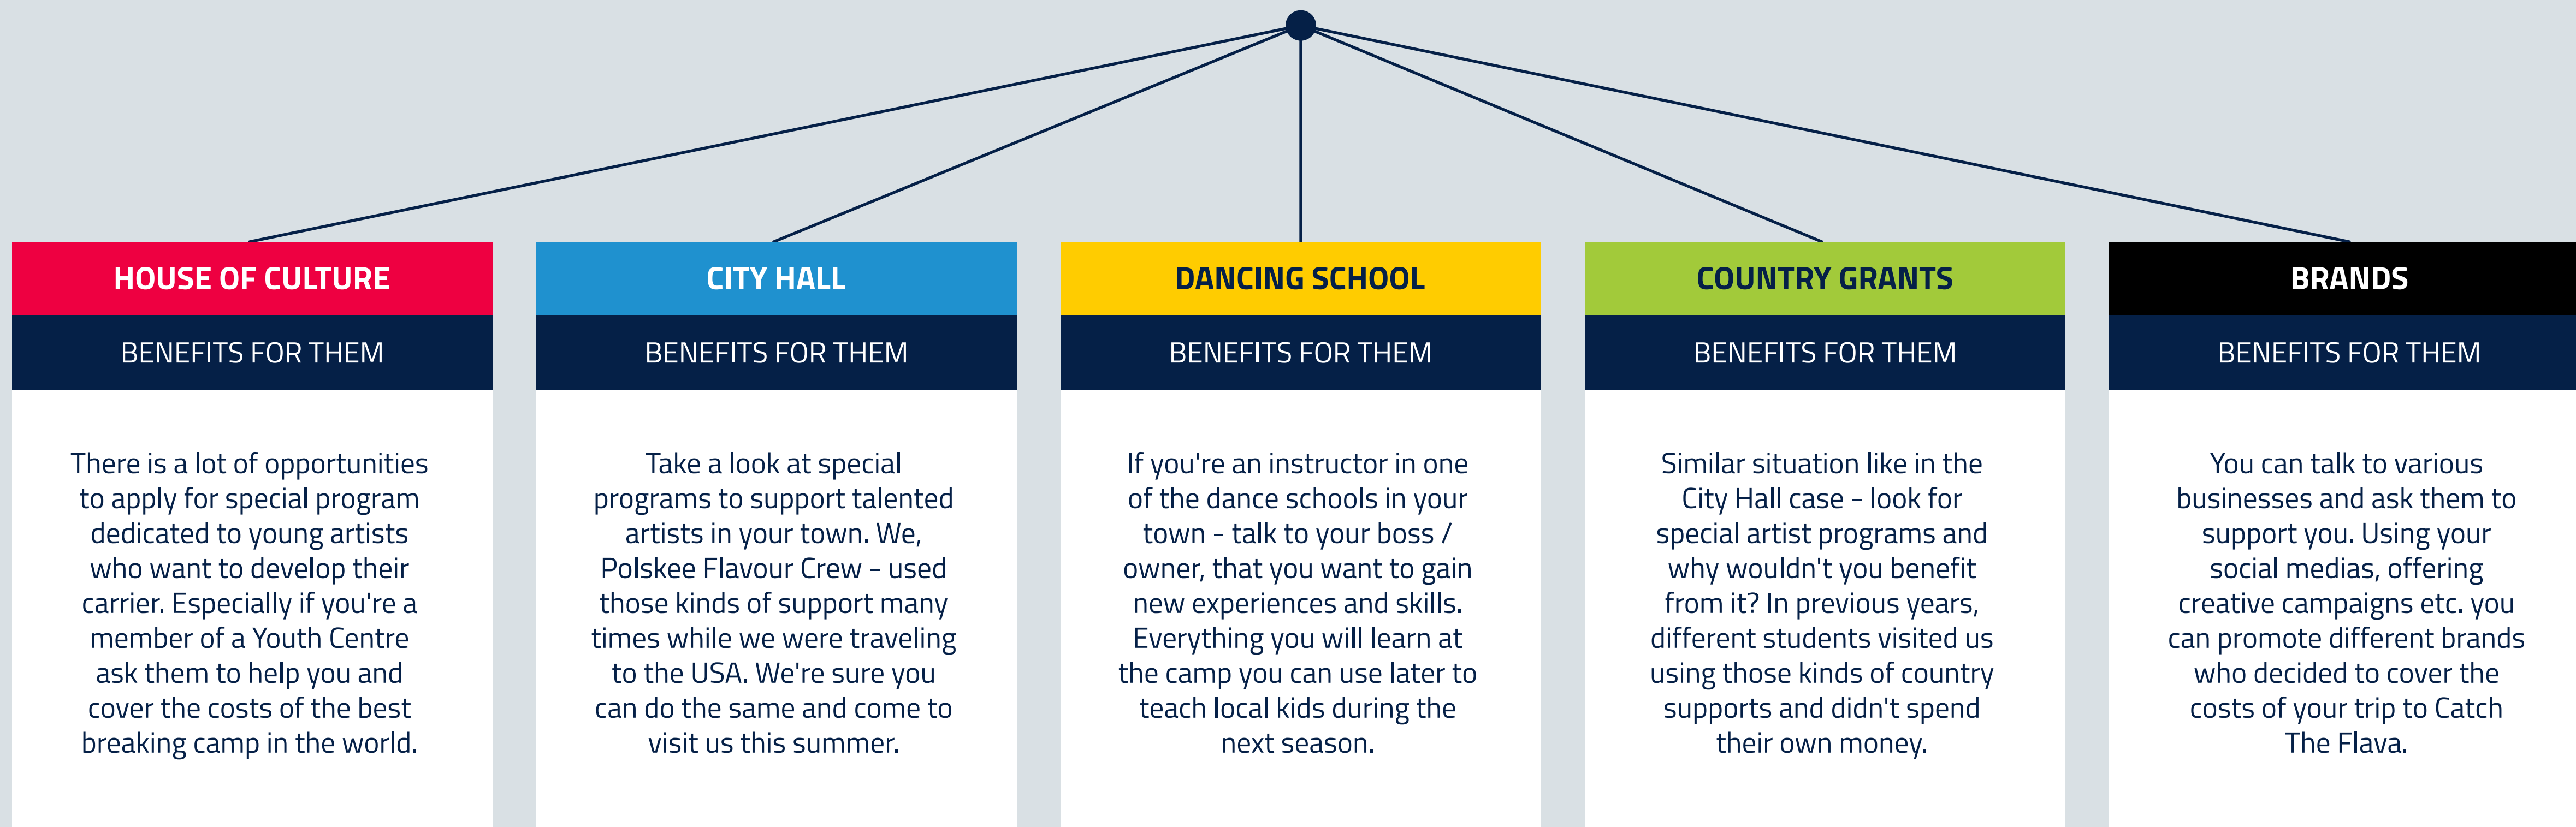 HOUSE OF CULTURE
BENEFITS FOR THEM
There is a lot of opportunities
to apply for special program
dedicated to young artists
who want to develop their
carrier. Especially if you're a
member of a Youth Centre
ask them to help you and
cover the costs of the best
breaking camp in the world.
CITY HALL
BENEFITS FOR THEM
Take a look at special
programs to support talented
artists in your town. We,
Polskee Flavour Crew - used
those kinds of support many
times while we were traveling
to the USA. We're sure you
can do the same and come to
visit us this summer.
DANCING SCHOOL
BENEFITS FOR THEM
If you're an instructor in one
of the dance schools in your
town - talk to your boss /
owner, that you want to gain
new experiences and skills.
Everything you will learn at
the camp you can use later to
teach local kids during the
next season.
COUNTRY GRANTS
BENEFITS FOR THEM
Similar situation like in the
City Hall case - look for
special artist programs and
why wouldn't you benefit
from it? In previous years,
different students visited us
using those kinds of country
supports and didn't spend
their own money.
BRANDS
BENEFITS FOR THEM
You can talk to various
businesses and ask them to
support you. Using your
social medias, offering
creative campaigns etc. you
can promote different brands
who decided to cover the
costs of your trip to Catch
The Flava.